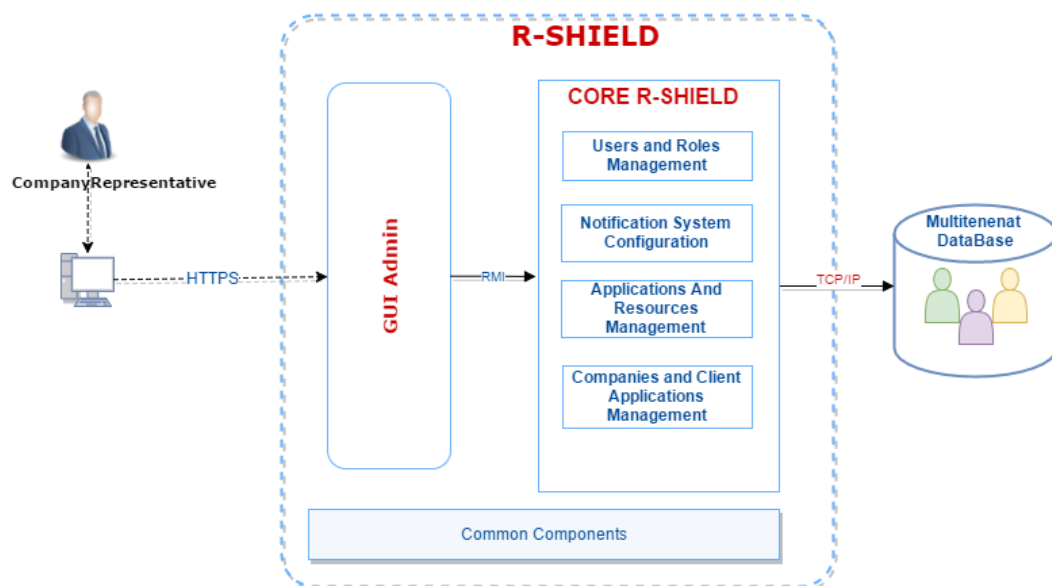 R-SHIELD
CompanyRepresentative
HTTPS
GUI Admin
RMI
CORE R-SHIELD
Users and Roles
Management
Notification System
Configuration
Applications And
Resources
Management
Companies and Client
Applications
Management
TCP/IP
Multitenenat
DataBase
Common Components